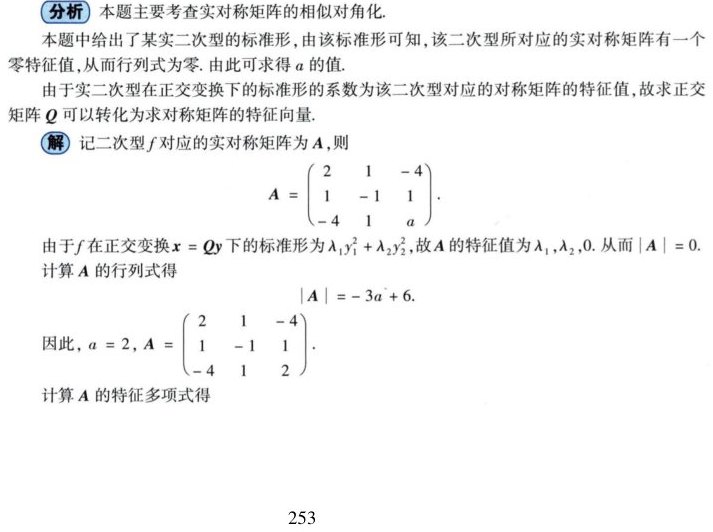 分析 本题主要考查实对称矩阵的相似对角化.
本题中给出了某实二次型的标准形,由该标准形可知,该二次型所对应的实对称矩阵有一个
零特征值,从而行列式为零. 由此可求得 a 的值.
由于实二次型在正交变换下的标准形的系数为该二次型对应的对称矩阵的特征值,故求正交
矩阵 Q 可以转化为求对称矩阵的特征向量.
解 记二次型 f 对应的实对称矩阵为 A,则
A = ( 2 1 -4
1 -1 1
-4 1 a ) .
由于 f 在正交变换 x = Qy 下的标准形为 λ₁y₁² + λ₂y₂²,故 A 的特征值为 λ₁,λ₂,0. 从而 | A | = 0.
计算 A 的行列式得
| A | = - 3a + 6.
因此, a = 2, A = ( 2 1 -4
1 -1 1
-4 1 2 ) .
计算 A 的特征多项式得
253